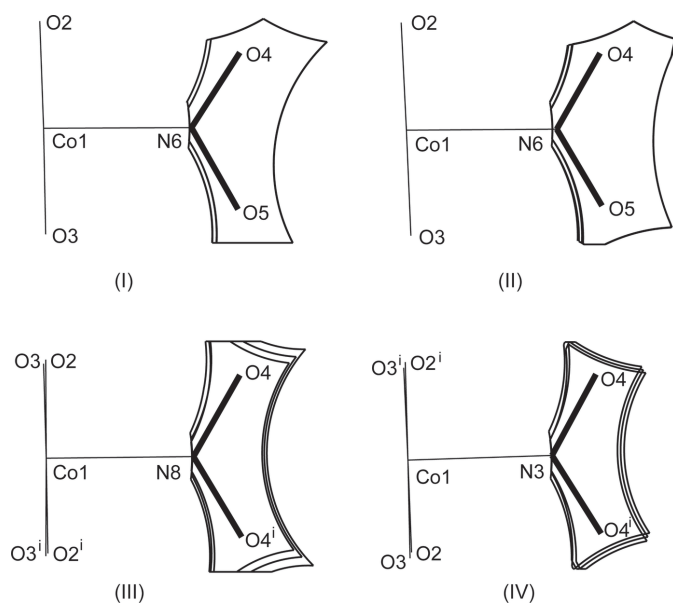 O2 O4 O2 O4
Co1 N6 Co1 N6
O3 O5 O3 O5
(I) (II)
O3 O2 O4 O3ⁱ O2ⁱ O4
Co1 N8 Co1 N3
O3ⁱ O2ⁱ O4ⁱ O3 O2 O4ⁱ
(III) (IV)